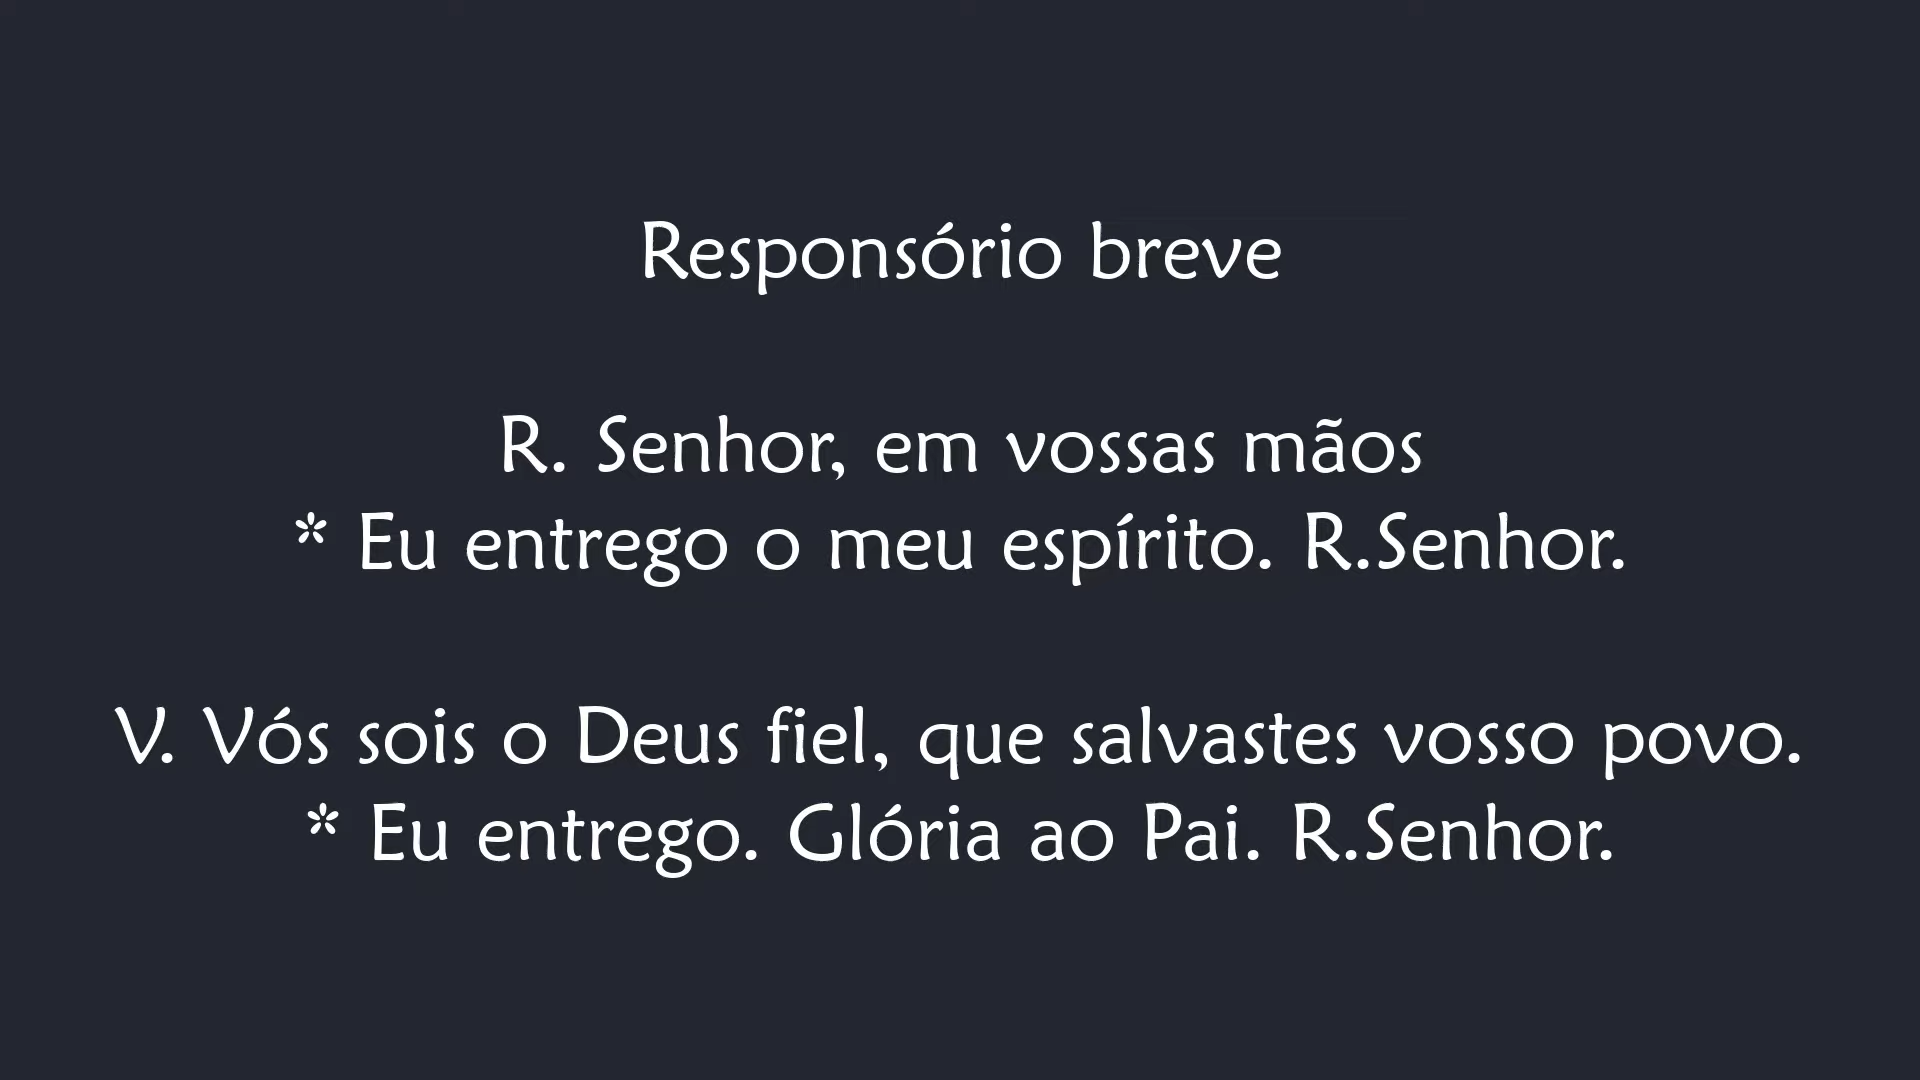 Responsório breve
R. Senhor, em vossas mãos
* Eu entrego o meu espírito. R.Senhor.
V. Vós sois o Deus fiel, que salvastes vosso povo.
* Eu entrego. Glória ao Pai. R.Senhor.